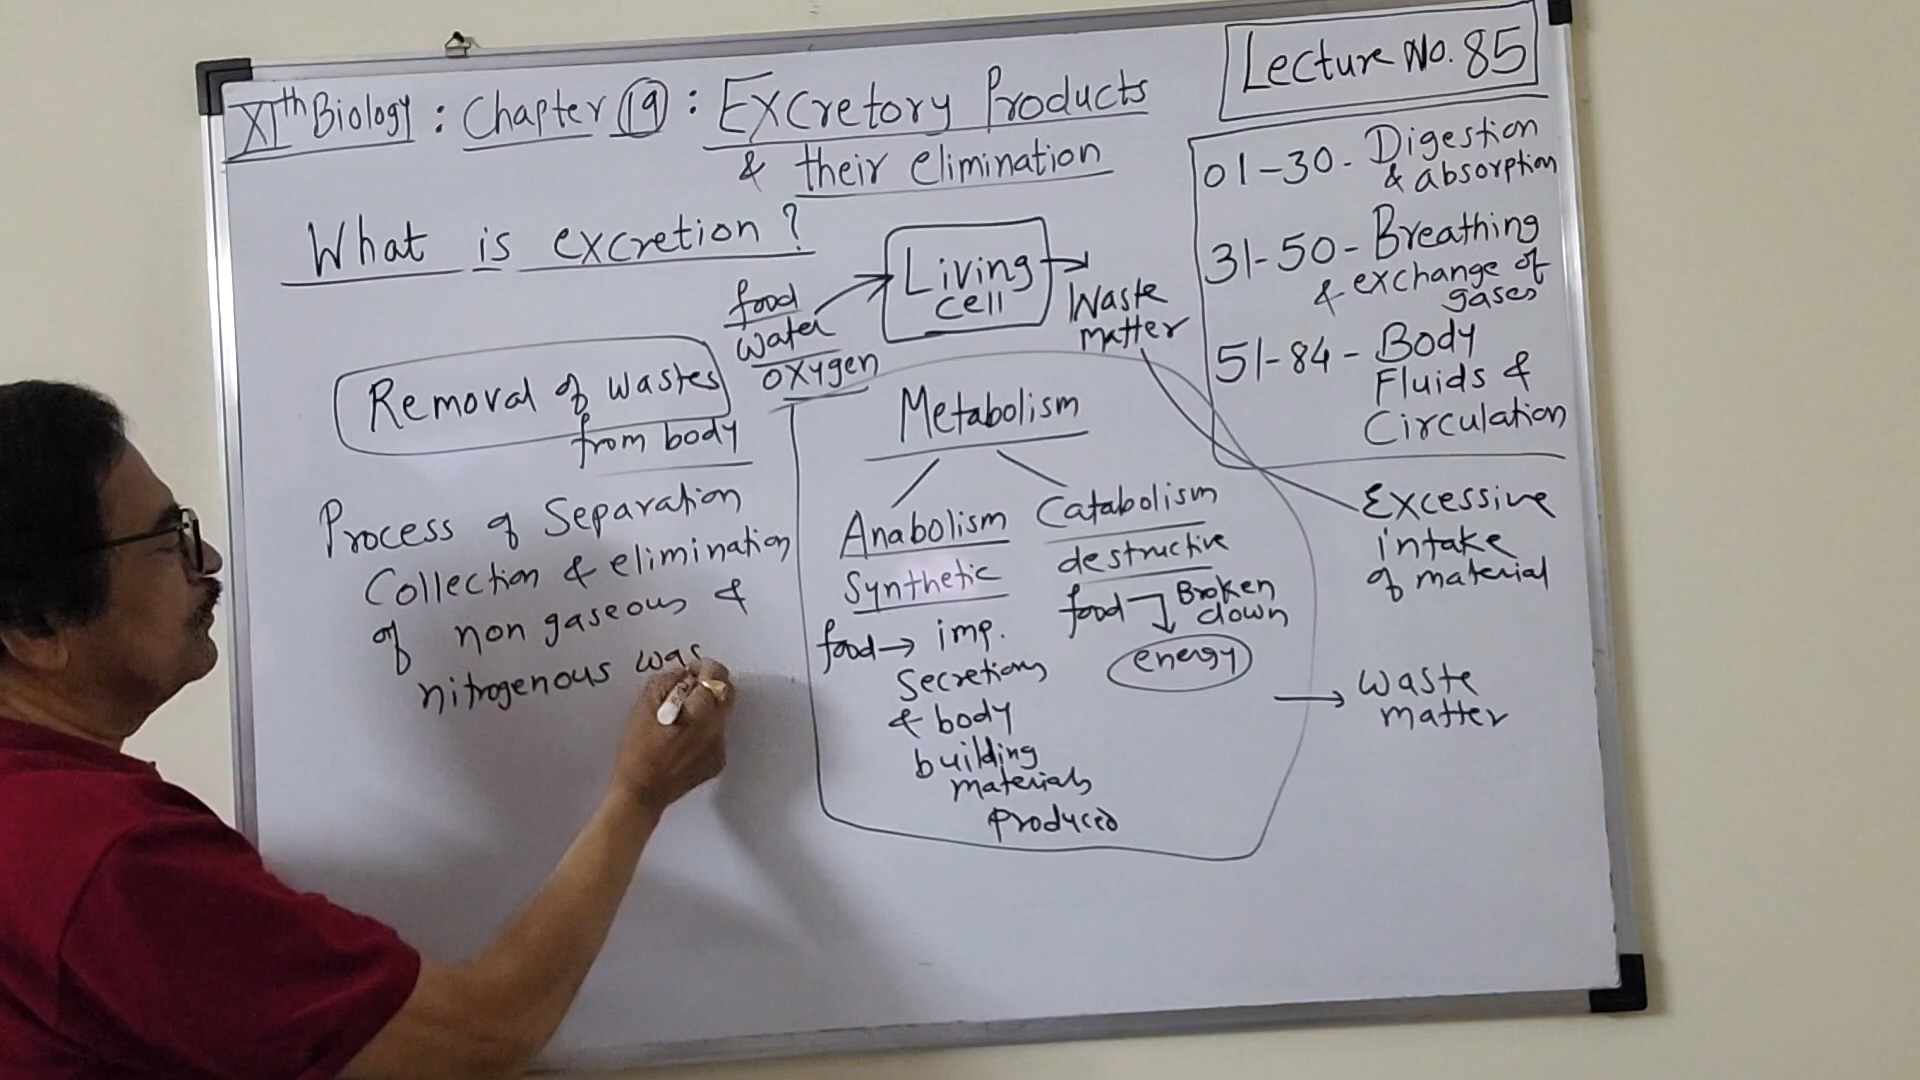 XIth Biology : Chapter 19 : Excretory Products
& their elimination
Lecture No. 85
01-30- Digestion
& absorption
31-50- Breathing
& exchange of
gases
51-84- Body
Fluids &
Circulation
What is excretion?
food
water
oxygen
Living
cell
Waste
matter
Removal of wastes
from body
Process of Separation
Collection & elimination
of non gaseous &
nitrogenous was
Metabolism
Anabolism
Synthetic
food → imp.
Secretions
& body
building
materials
produced
Catabolism
destructive
food Broken
down
energy
Excessive
intake
of material
→ waste
matter